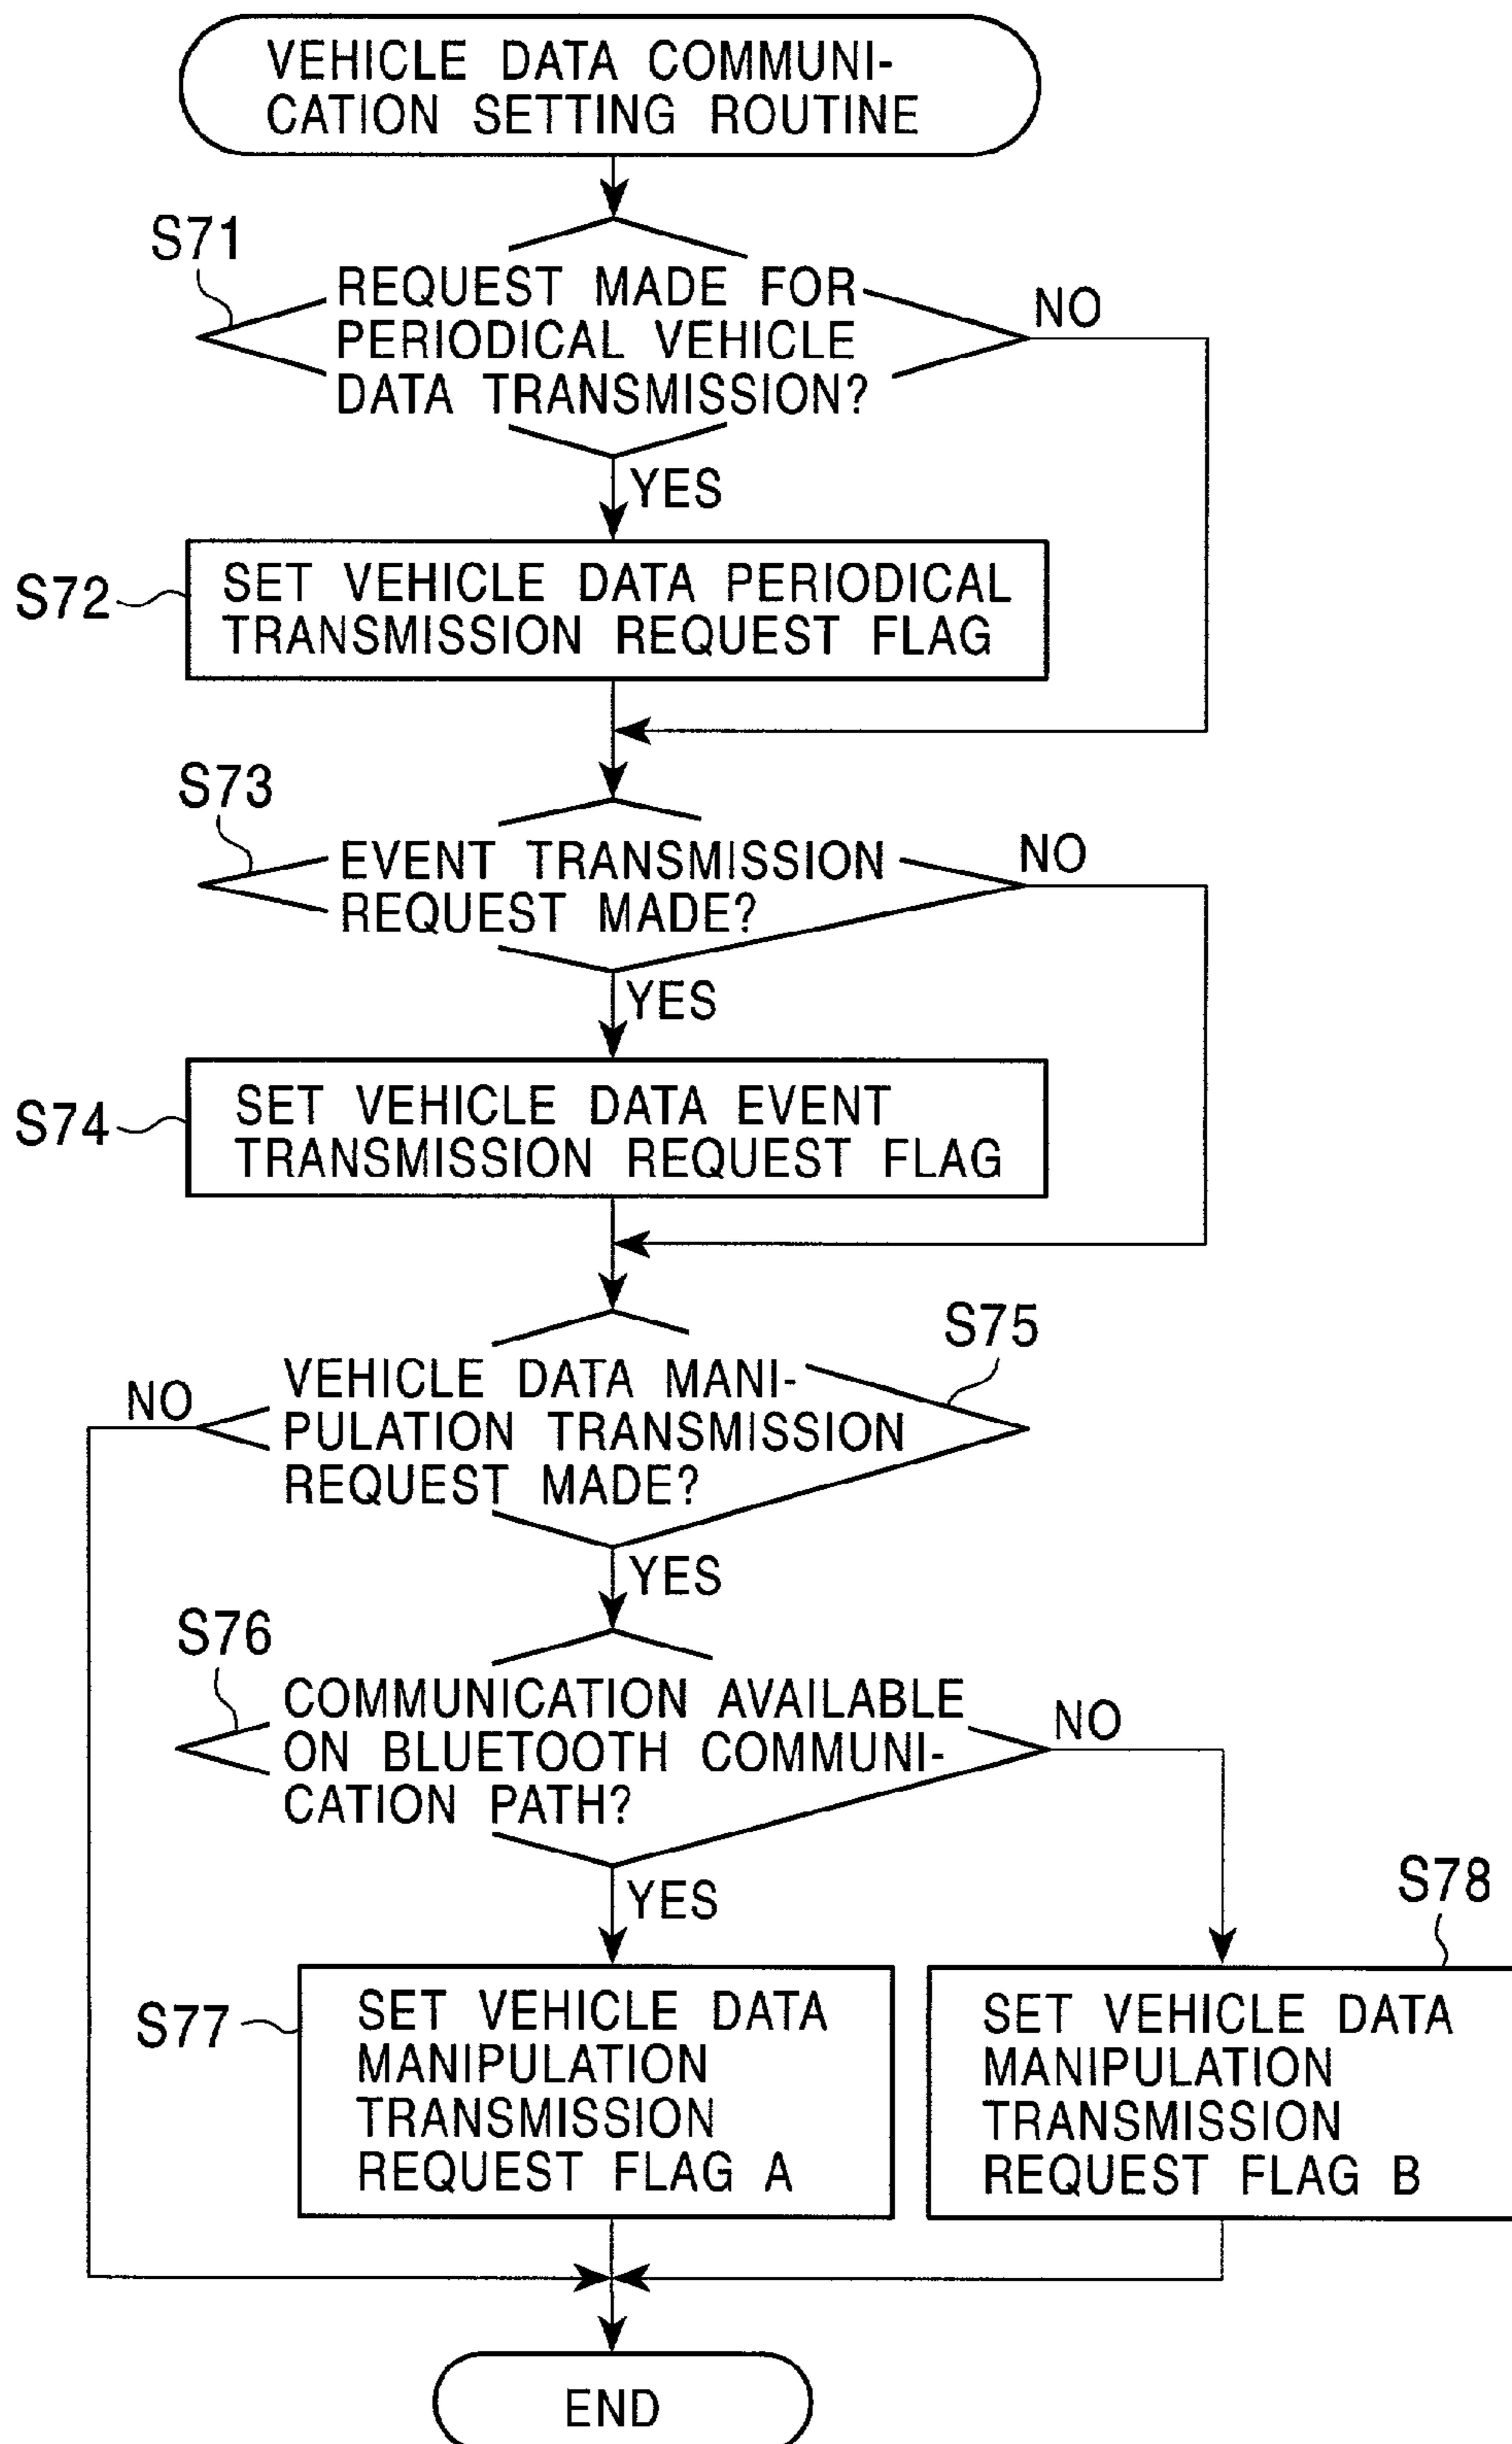 VEHICLE DATA COMMUNI-
CATION SETTING ROUTINE
S71
REQUEST MADE FOR
PERIODICAL VEHICLE
DATA TRANSMISSION?
NO
YES
S72
SET VEHICLE DATA PERIODICAL
TRANSMISSION REQUEST FLAG
S73
EVENT TRANSMISSION
REQUEST MADE?
NO
YES
S74
SET VEHICLE DATA EVENT
TRANSMISSION REQUEST FLAG
S75
NO
VEHICLE DATA MANI-
PULATION TRANSMISSION
REQUEST MADE?
YES
S76
COMMUNICATION AVAILABLE
ON BLUETOOTH COMMUNI-
CATION PATH?
NO
YES
S77
SET VEHICLE DATA
MANIPULATION
TRANSMISSION
REQUEST FLAG A
S78
SET VEHICLE DATA
MANIPULATION
TRANSMISSION
REQUEST FLAG B
END